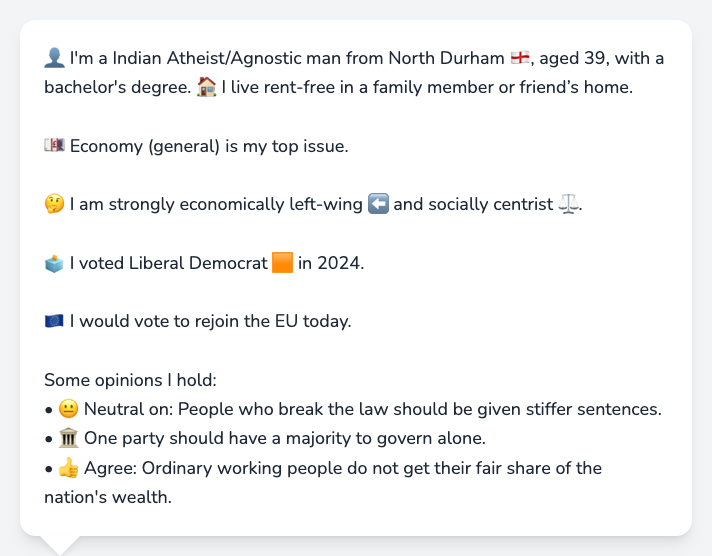 👤 I'm a Indian Atheist/Agnostic man from North Durham 🏴󠁧󠁢󠁥󠁮󠁧󠁿, aged 39, with a
bachelor's degree. 🏠 I live rent-free in a family member or friend’s home.
💷 Economy (general) is my top issue.
🤔 I am strongly economically left-wing ⬅️ and socially centrist ⚖️.
🗳️ I voted Liberal Democrat 🟧 in 2024.
🇪🇺 I would vote to rejoin the EU today.
Some opinions I hold:
• 😐 Neutral on: People who break the law should be given stiffer sentences.
• 🏛️ One party should have a majority to govern alone.
• 👍 Agree: Ordinary working people do not get their fair share of the
nation's wealth.